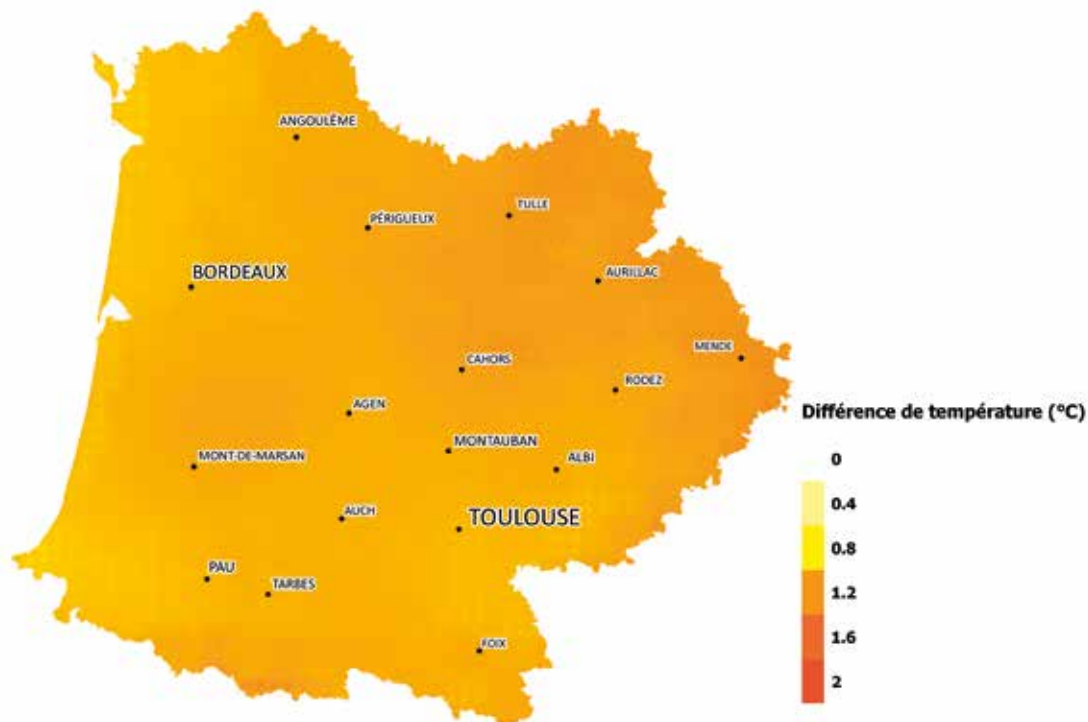 ANGOULÊME
TULLE
PÉRIGUEUX
BORDEAUX
AURILLAC
MENDE
CAHORS
RODEZ
AGEN
Différence de température (°C)
MONTAUBAN
MONT-DE-MARSAN
ALBI
0
0.4
AUCH
TOULOUSE
0.8
PAU
TARBES
1.2
FOIX
1.6
2